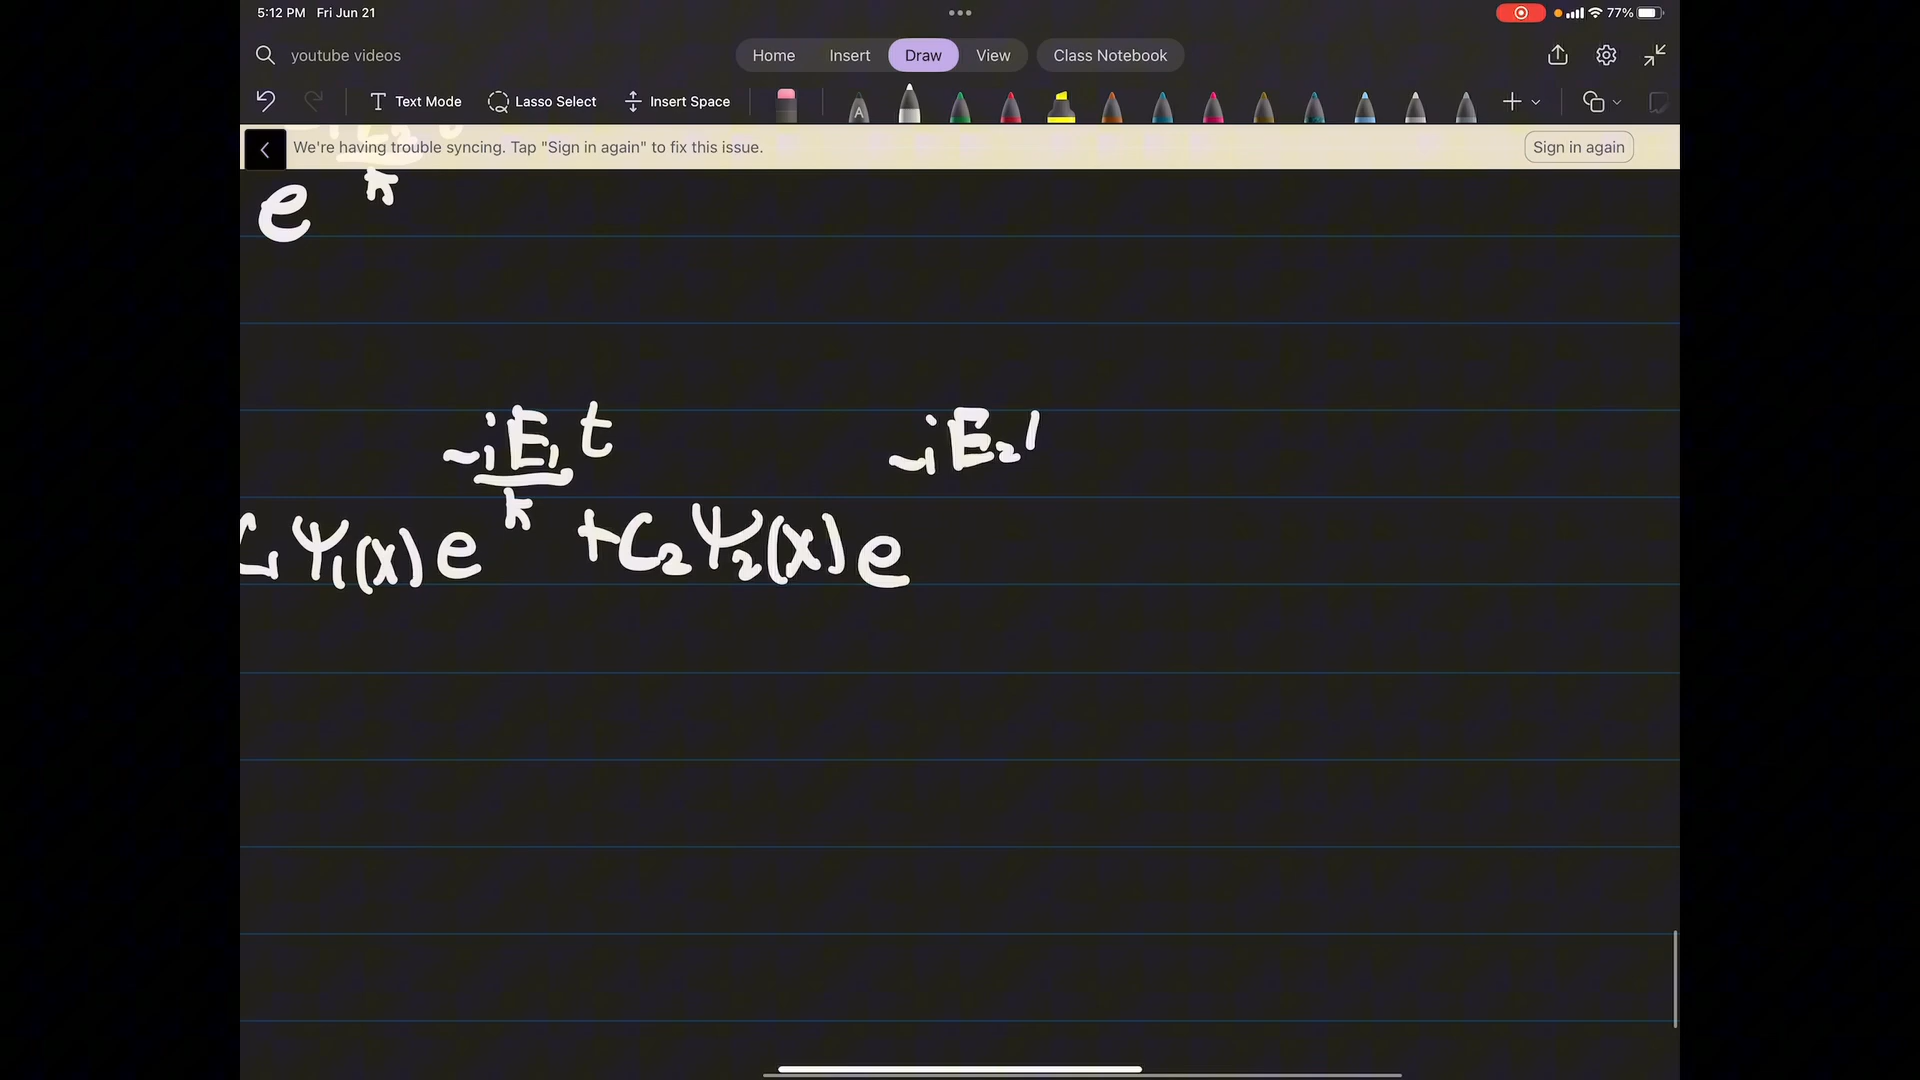 5:12 PM Fri Jun 21
77%
youtube videos
Home Insert Draw View Class Notebook
Text Mode Lasso Select Insert Space
A
We're having trouble syncing. Tap "Sign in again" to fix this issue. Sign in again
ħ
e
-iE₁t
-iE₂
ħ
C₁Ψ₁(x)e +C₂Ψ₂(x)e